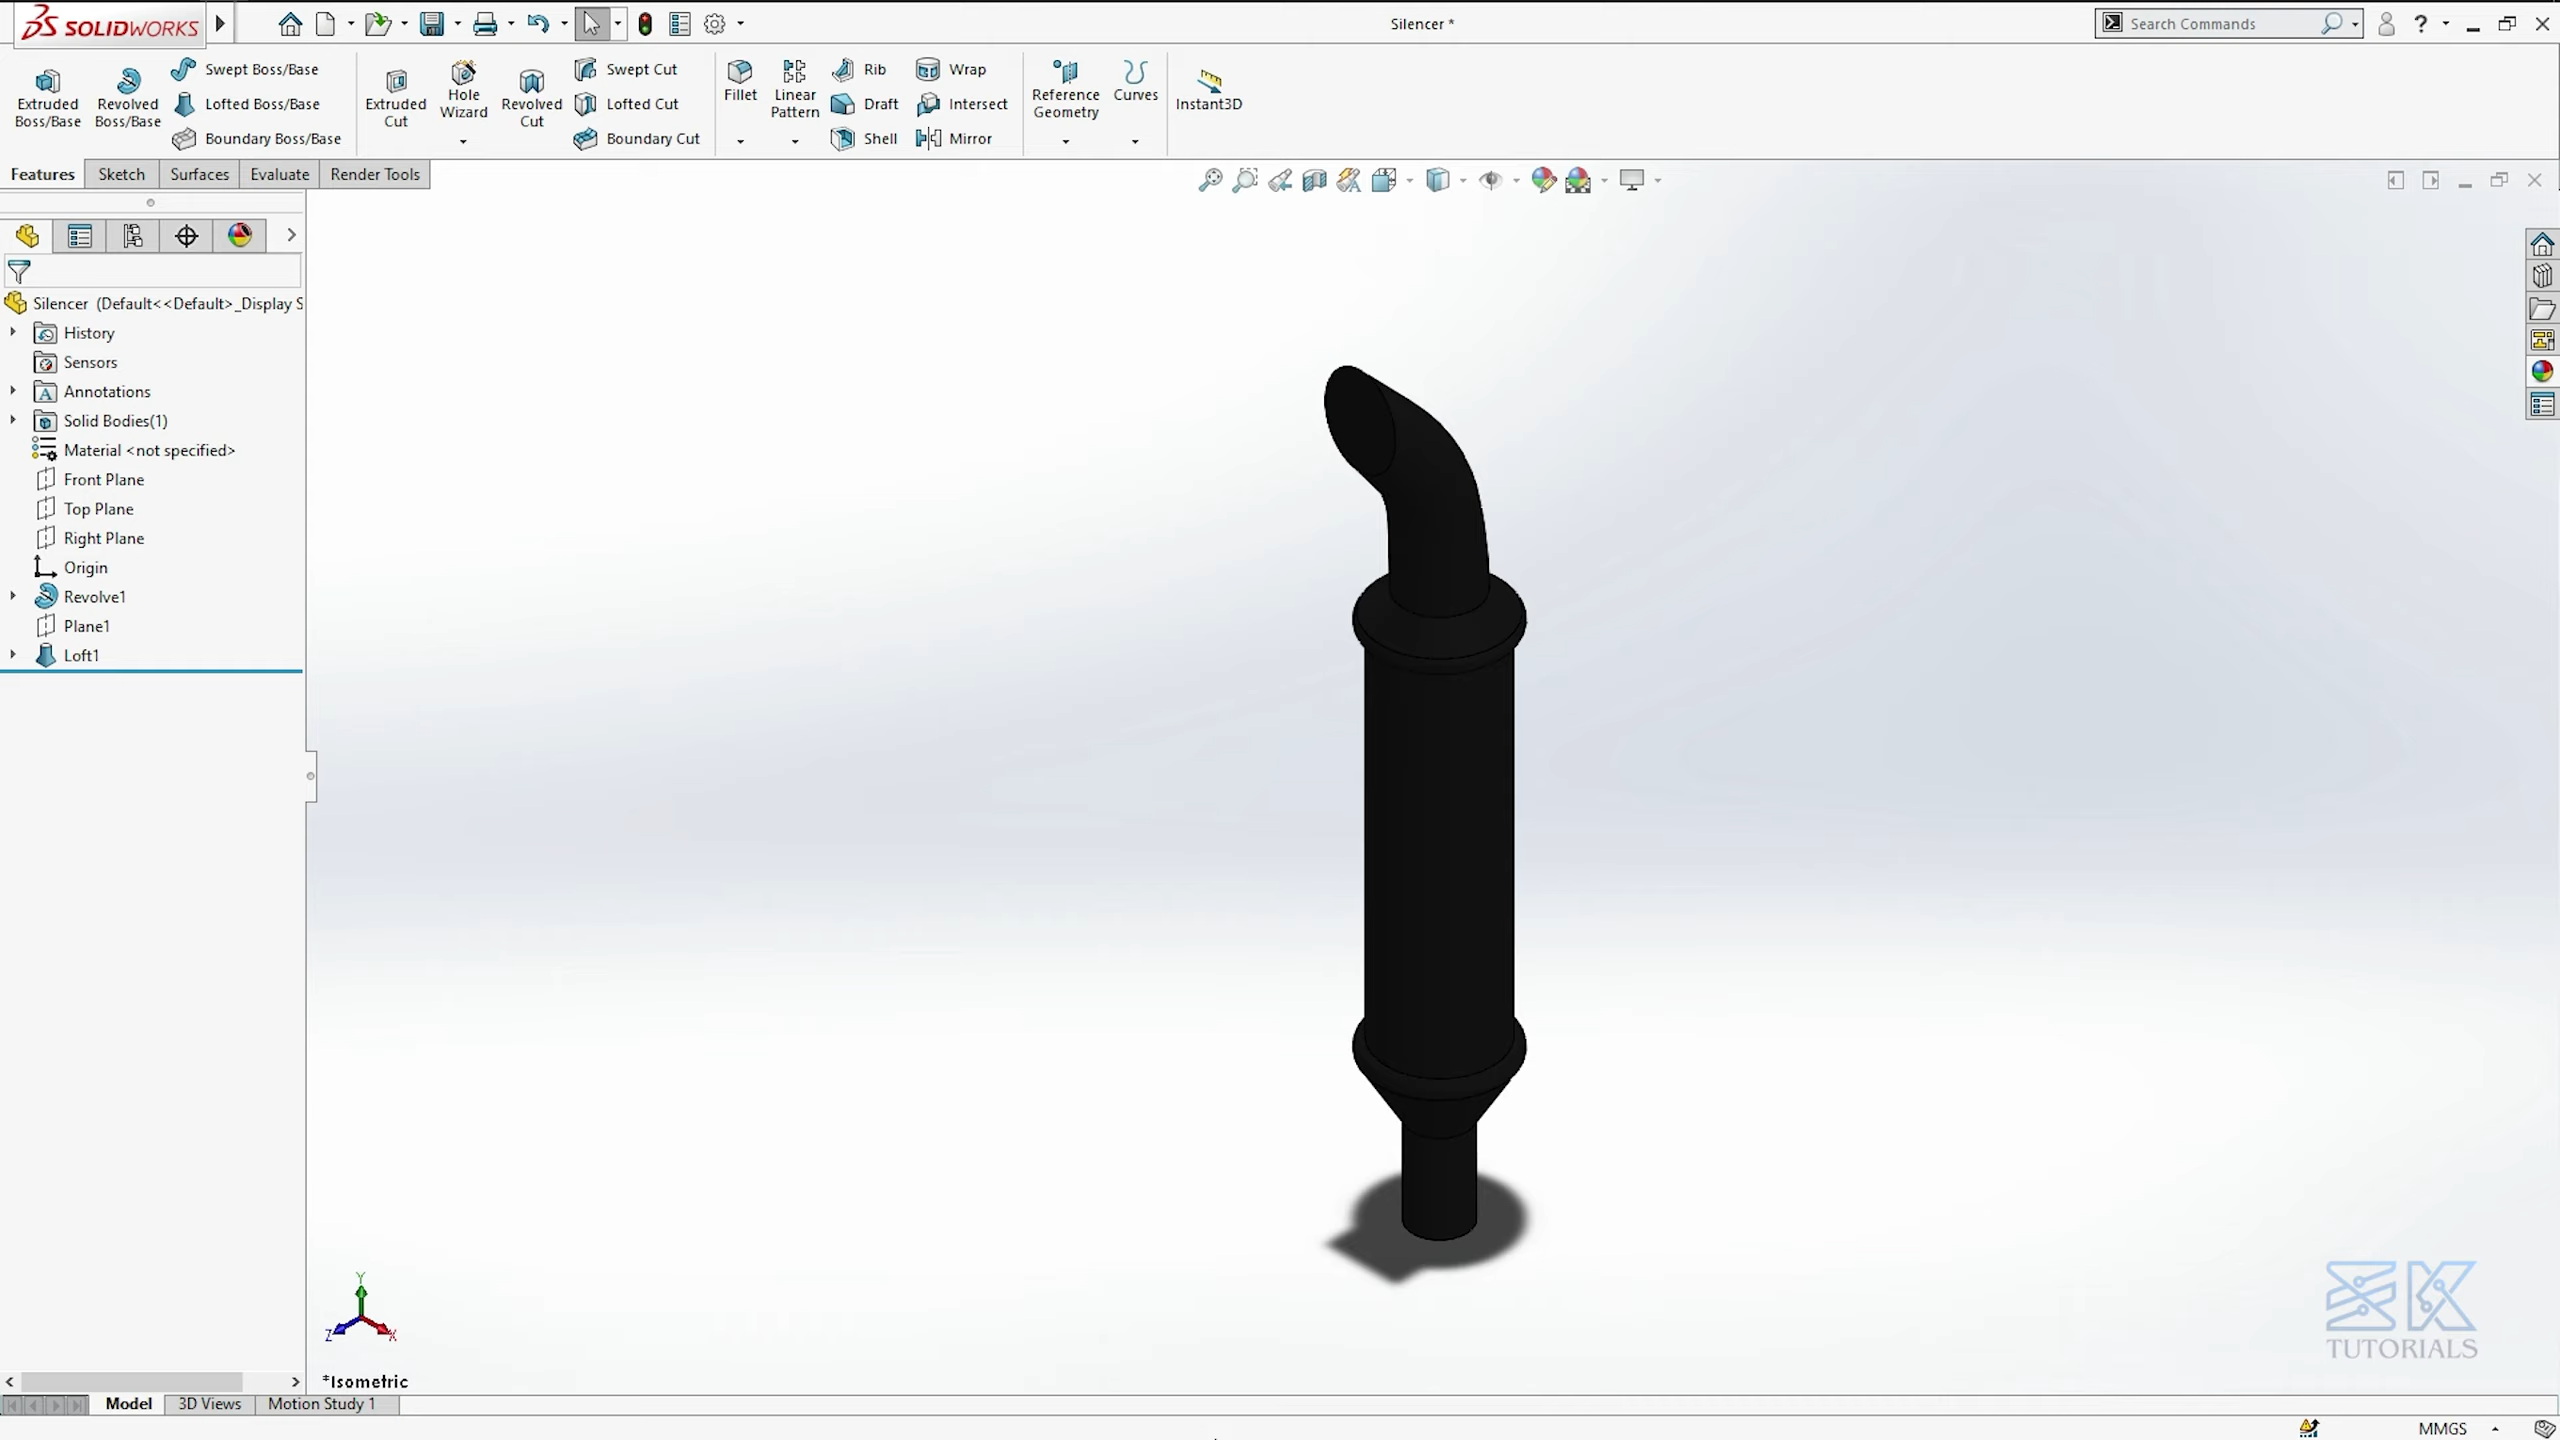 SOLIDWORKS
Silencer *
Search Commands
Extruded Boss/Base
Revolved Boss/Base
Swept Boss/Base
Lofted Boss/Base
Boundary Boss/Base
Extruded Cut
Hole Wizard
Revolved Cut
Swept Cut
Lofted Cut
Boundary Cut
Fillet
Linear Pattern
Rib
Draft
Shell
Wrap
Intersect
Mirror
Reference Geometry
Curves
Instant3D
Features
Sketch
Surfaces
Evaluate
Render Tools
Silencer (Default<<Default>_Display S
History
Sensors
Annotations
Solid Bodies(1)
Material <not specified>
Front Plane
Top Plane
Right Plane
Origin
Revolve1
Plane1
Loft1
Y
Z
X
*Isometric
TUTORIALS
Model
3D Views
Motion Study 1
MMGS